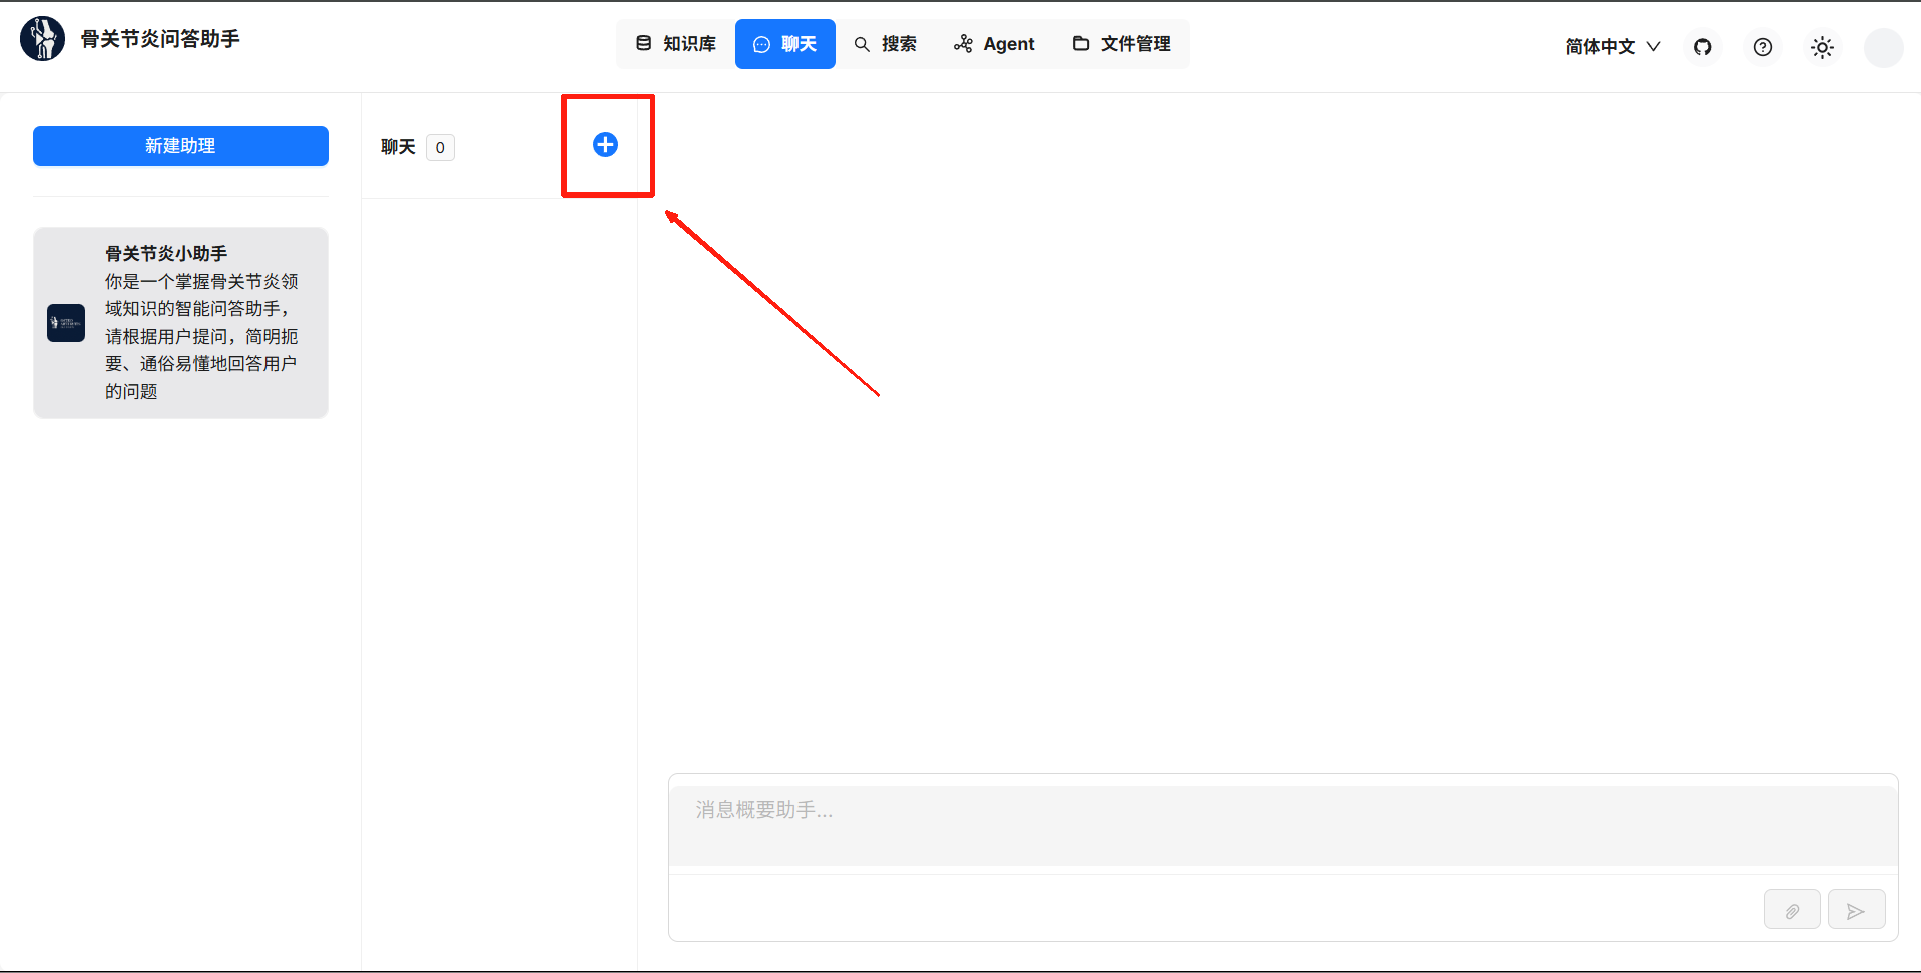 骨关节炎问答助手
知识库
聊天
搜索
Agent
文件管理
简体中文
新建助理
聊天 0
骨关节炎小助手
你是一个掌握骨关节炎领
域知识的智能问答助手，
请根据用户提问，简明扼
要、通俗易懂地回答用户
的问题
消息概要助手...